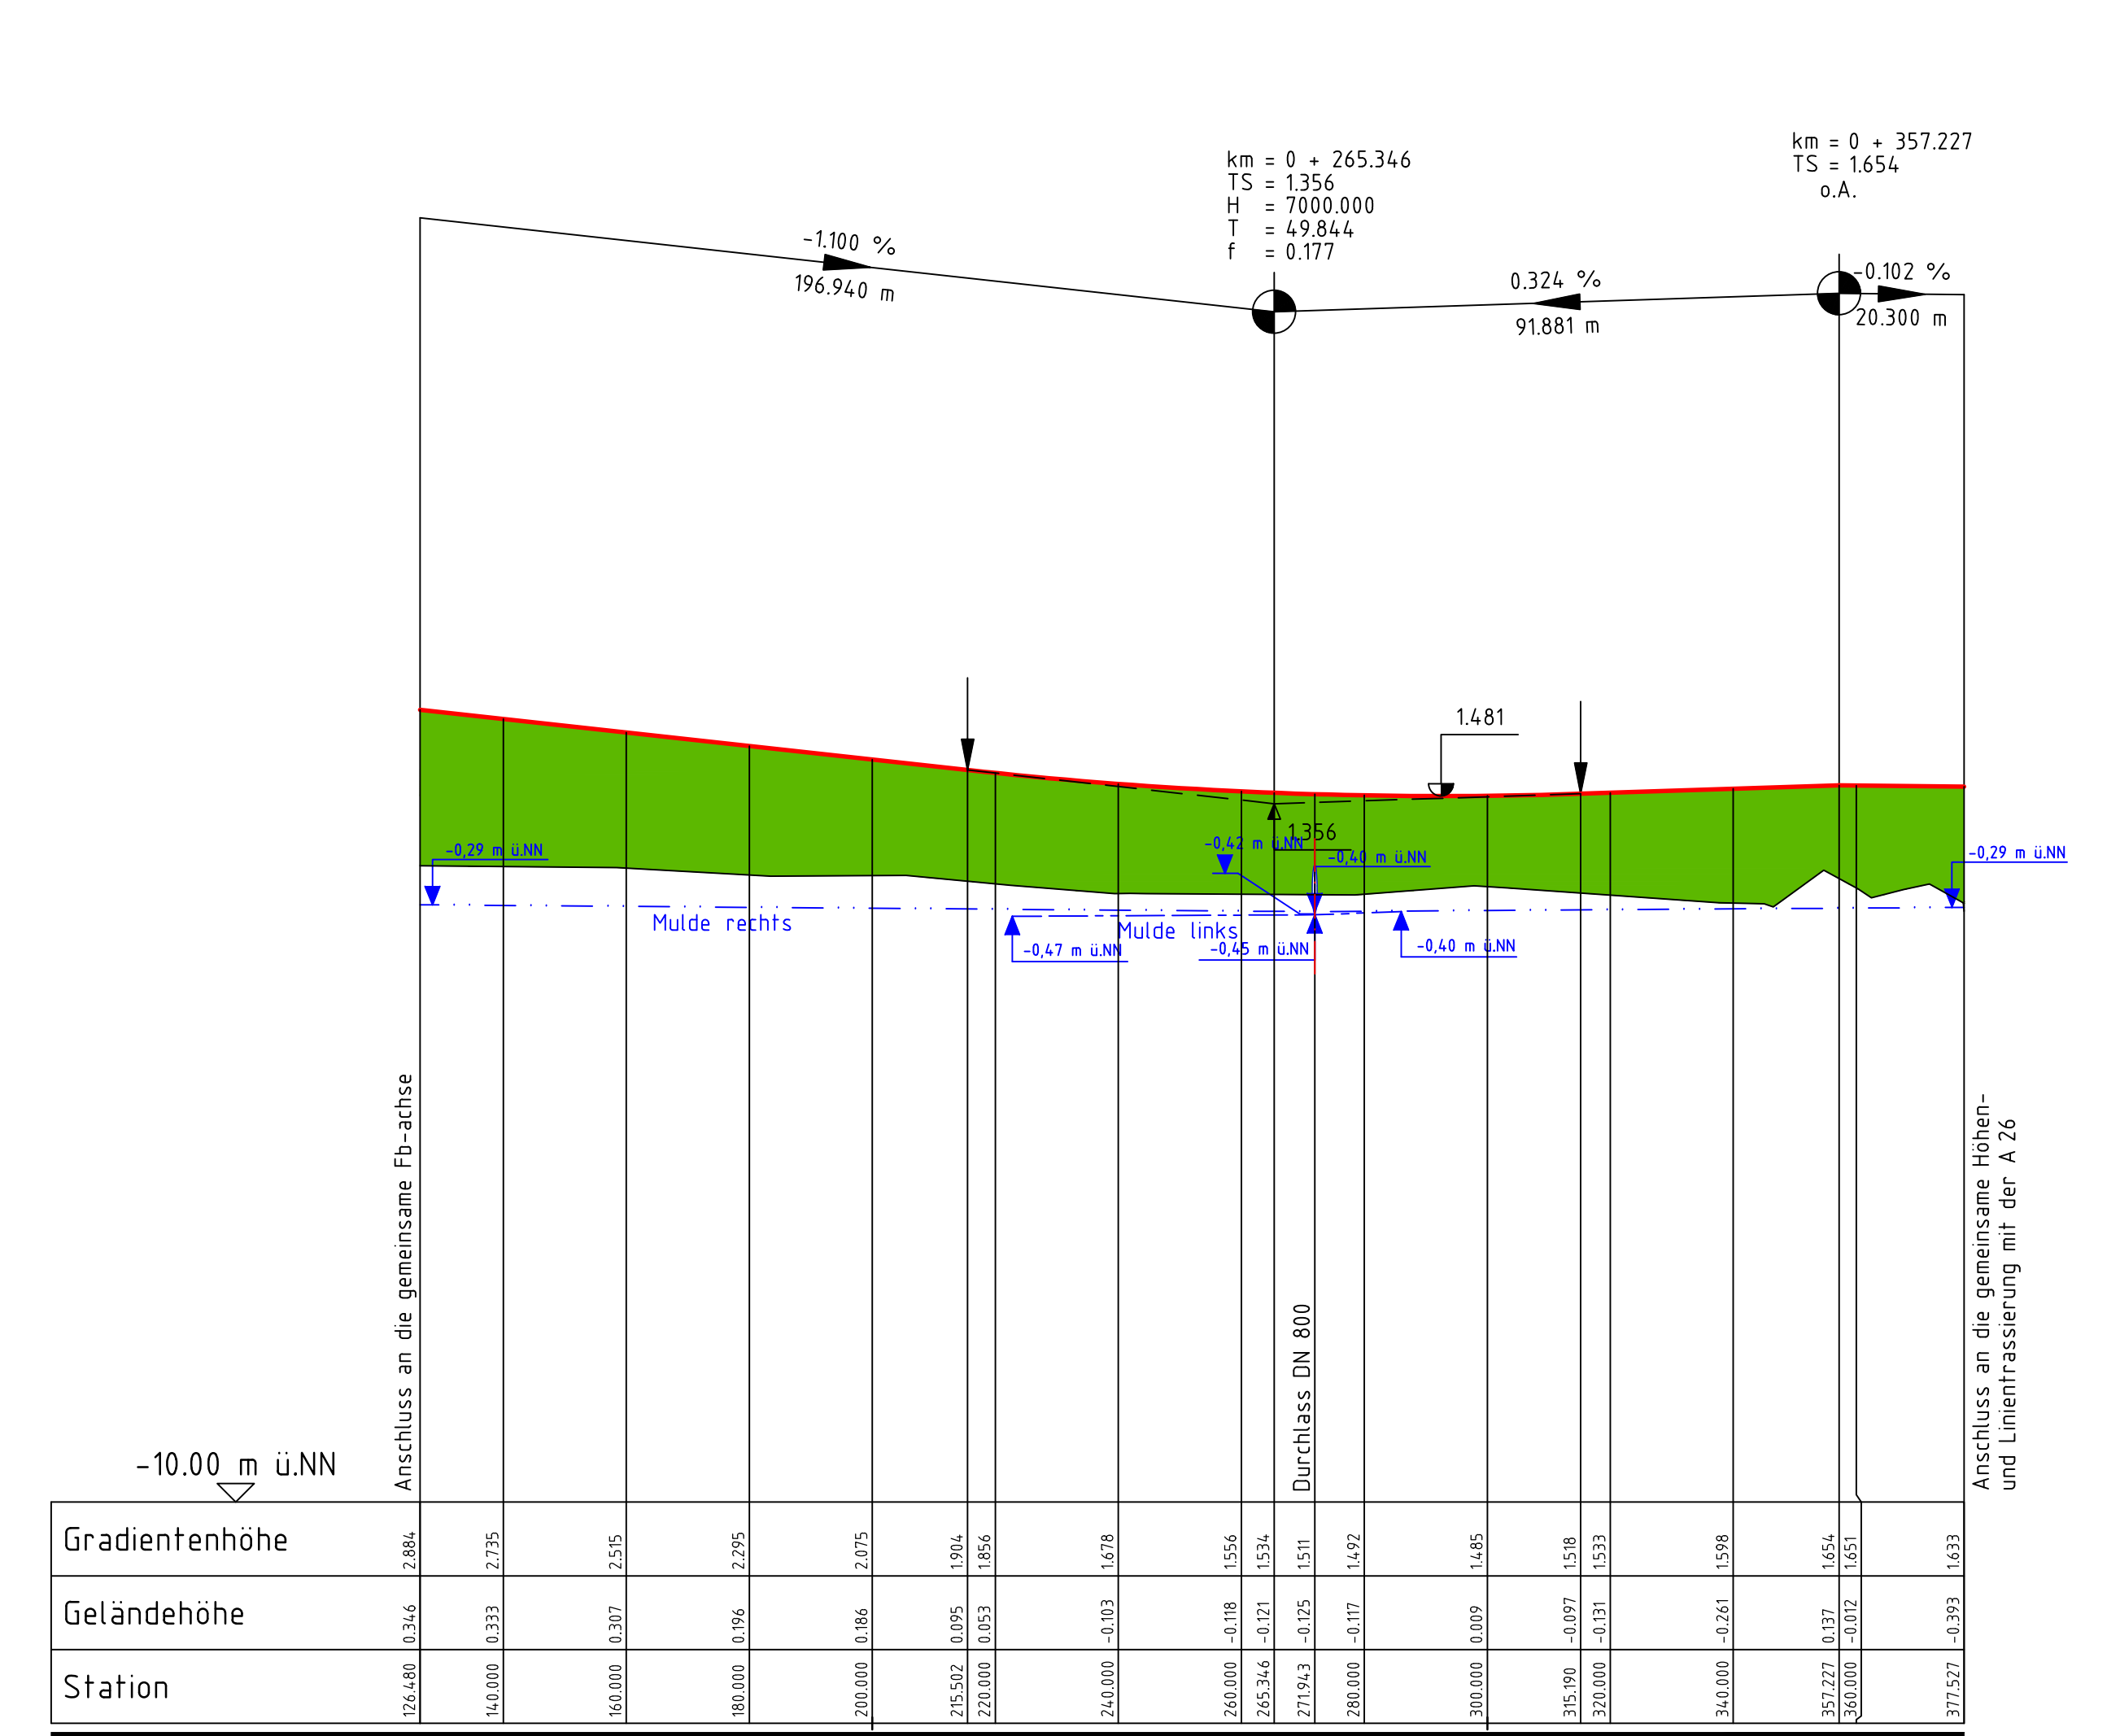 km = 0 + 357.227
TS = 1.654
o.A.
km = 0 + 265.346
TS = 1.356
H = 7000.000
T = 49.844
f = 0.177
-1.100 %
196.940 m
0.324 %
91.881 m
-0.102 %
20.300 m
1.481
1.356
-0,42 m ü.NN
-0,40 m ü.NN
-0,29 m ü.NN
-0,29 m ü.NN
Mulde rechts
Mulde links
-0,47 m ü.NN
-0,45 m ü.NN
-0,40 m ü.NN
Anschluss an die gemeinsame Fb-achse
Durchlass DN 800
Anschluss an die gemeinsame Höhen-
und Linientrassierung mit der A 26
-10.00 m ü.NN
Gradientenhöhe 2.884 2.735 2.515 2.295 2.075 1.904 1.856 1.678 1.556 1.534 1.511 1.492 1.485 1.518 1.533 1.598 1.654 1.651 1.633
Geländehöhe 0.346 0.333 0.307 0.196 0.186 0.095 0.053 -0.103 -0.118 -0.121 -0.125 -0.117 0.009 -0.097 -0.131 -0.261 0.137 -0.012 -0.393
Station 126.480 140.000 160.000 180.000 200.000 215.502 220.000 240.000 260.000 265.346 271.943 280.000 300.000 315.190 320.000 340.000 357.227 360.000 377.527